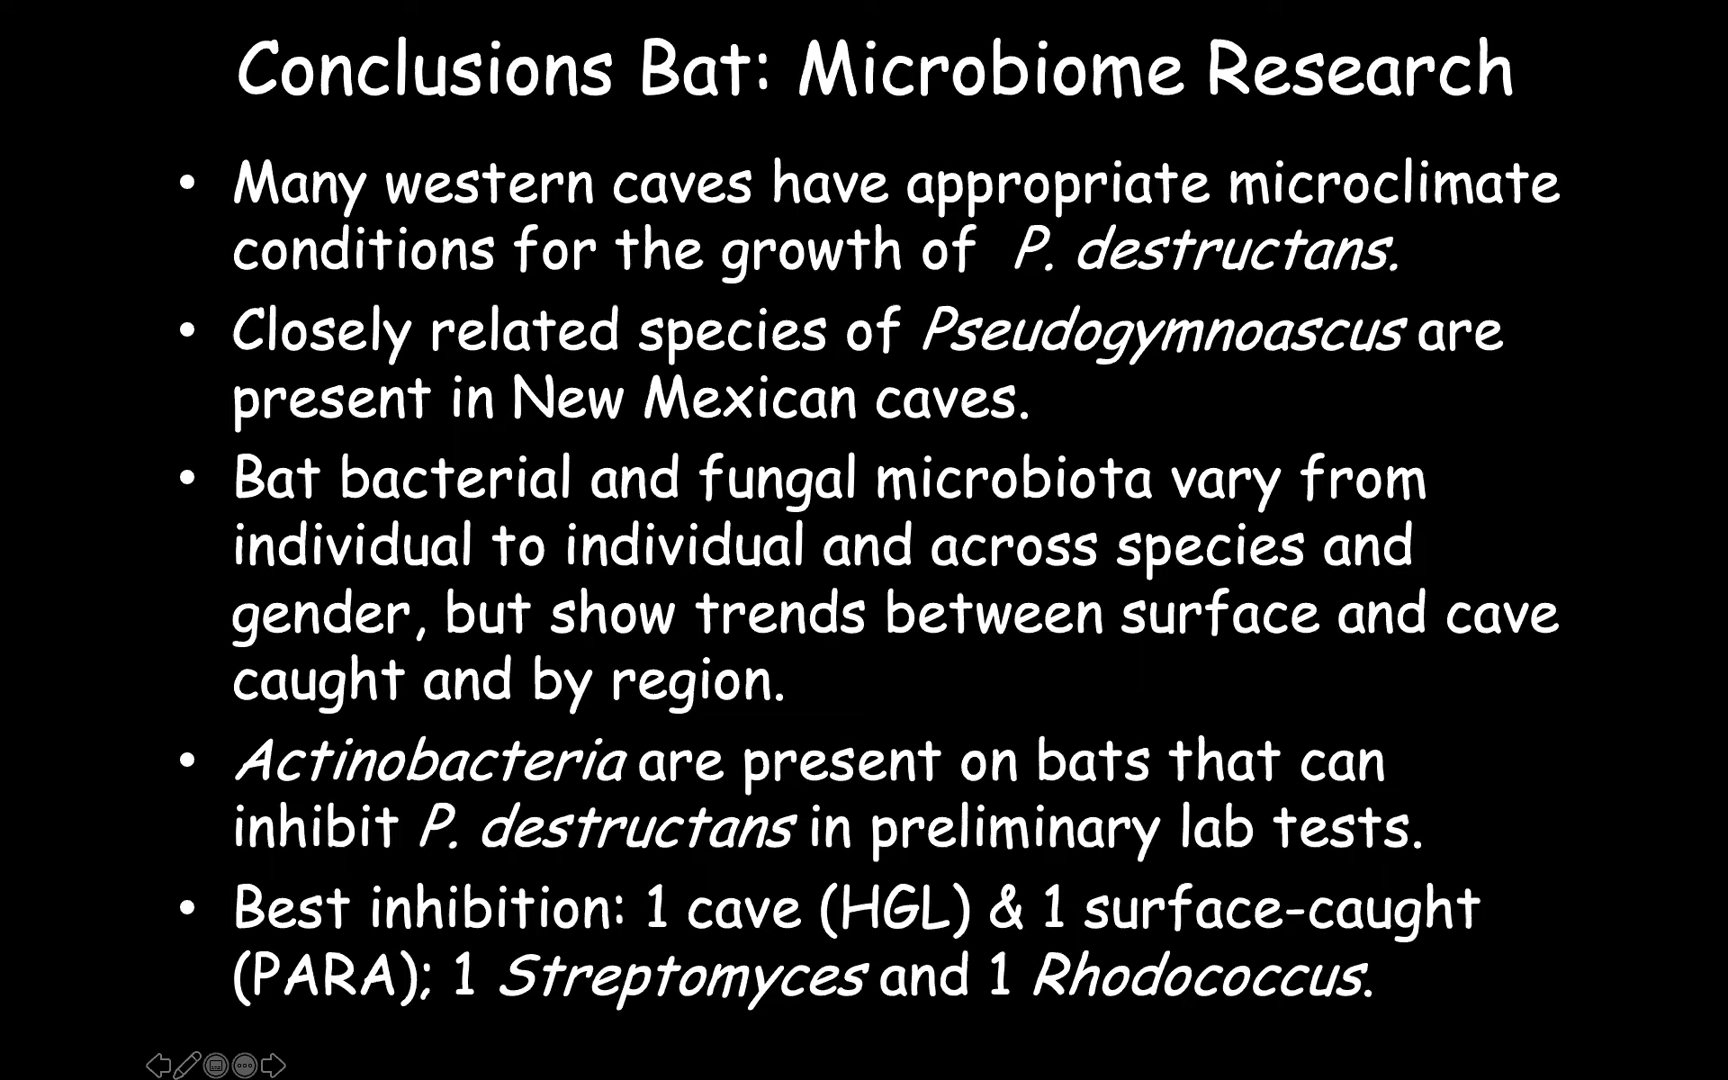 Conclusions Bat: Microbiome Research
• Many western caves have appropriate microclimate
conditions for the growth of P. destructans.
• Closely related species of Pseudogymnoascus are
present in New Mexican caves.
• Bat bacterial and fungal microbiota vary from
individual to individual and across species and
gender, but show trends between surface and cave
caught and by region.
• Actinobacteria are present on bats that can
inhibit P. destructans in preliminary lab tests.
• Best inhibition: 1 cave (HGL) & 1 surface-caught
(PARA); 1 Streptomyces and 1 Rhodococcus.